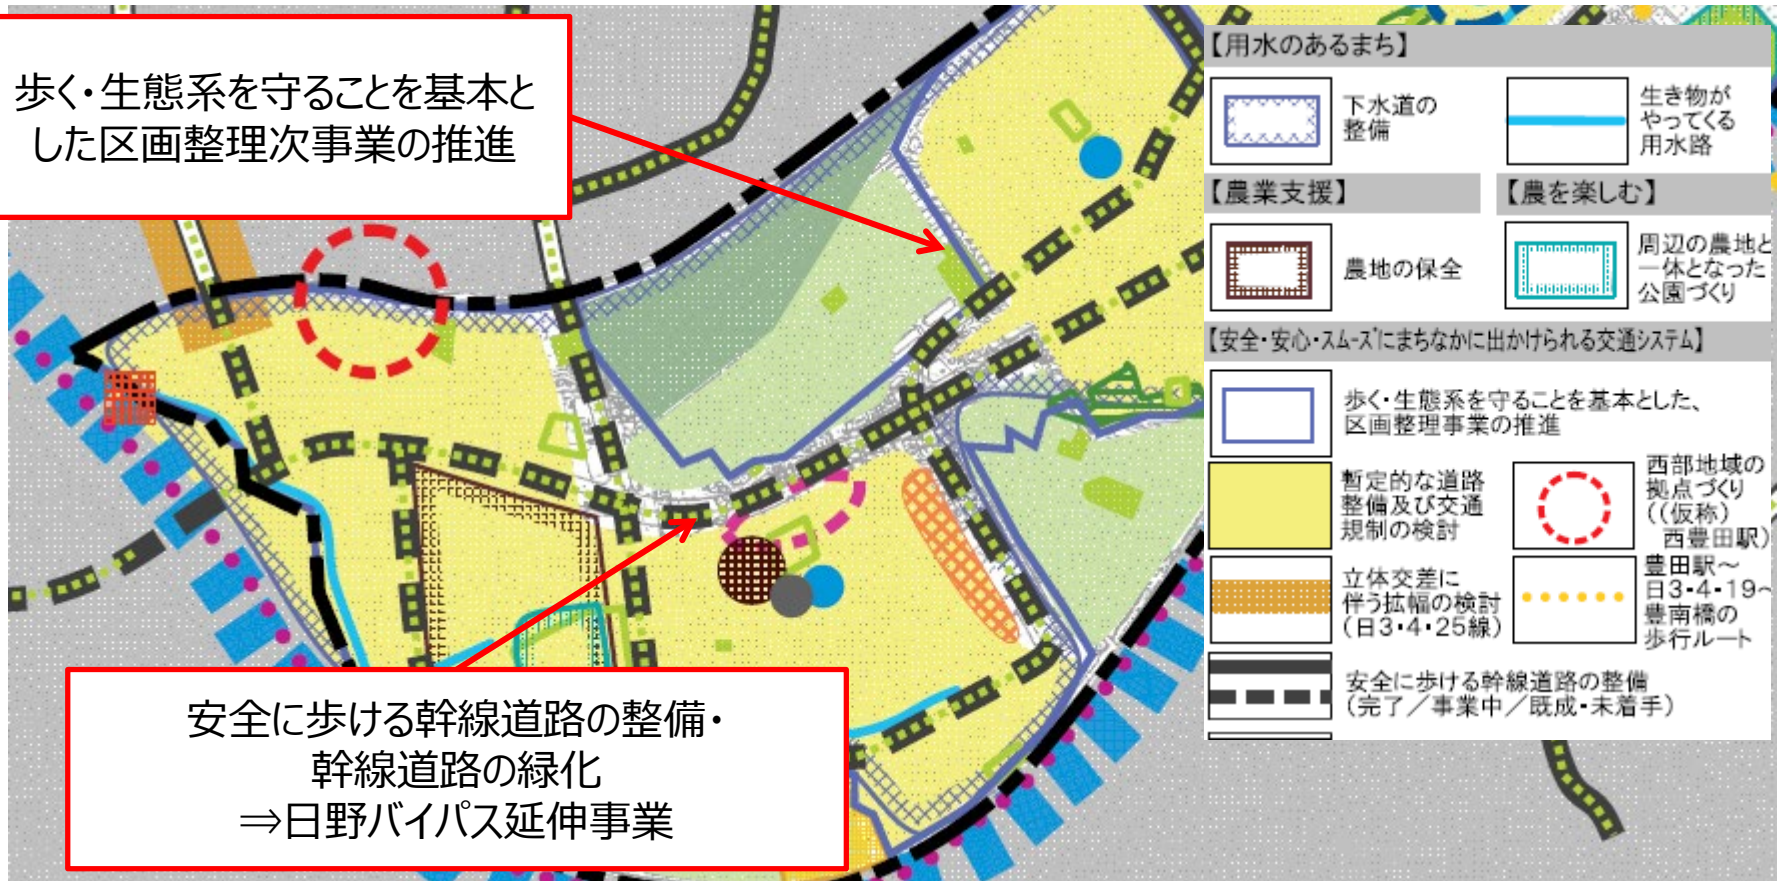 歩く・生態系を守ることを基本と
した区画整理次事業の推進
安全に歩ける幹線道路の整備・
幹線道路の緑化
⇒日野バイパス延伸事業
【用水のあるまち】
下水道の
整備
生き物が
やってくる
用水路
【農業支援】
【農を楽しむ】
農地の保全
周辺の農地と
一体となった
公園づくり
【安全・安心・スムーズにまちなかに出かけられる交通システム】
歩く・生態系を守ることを基本とした、
区画整理事業の推進
暫定的な道路
整備及び交通
規制の検討
西部地域の
拠点づくり
((仮称)
西豊田駅)
立体交差に
伴う拡幅の検討
(日3・4・25線)
豊田駅～
日3-4-19～
豊南橋の
歩行ルート
安全に歩ける幹線道路の整備
(完了／事業中／既成・未着手)